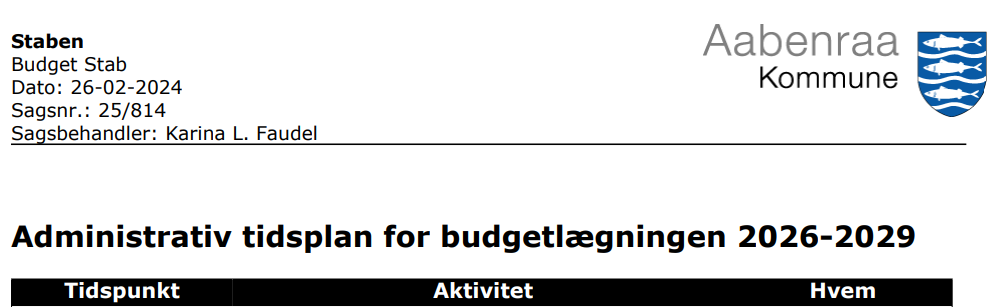 Staben
Budget Stab
Dato: 26-02-2024
Sagsnr.: 25/814
Sagsbehandler: Karina L. Faudel
Aabenraa
Kommune
Administrativ tidsplan for budgetlægningen 2026-2029
Tidspunkt Aktivitet Hvem